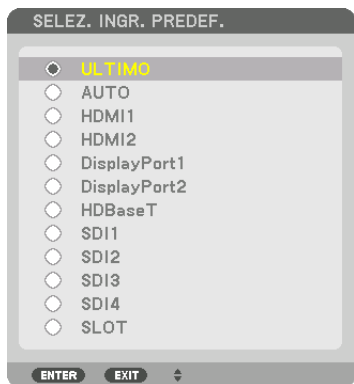 SELEZ. INGR. PREDEF.
ULTIMO
AUTO
HDMI1
HDMI2
DisplayPort1
DisplayPort2
HDBaseT
SDI1
SDI2
SDI3
SDI4
SLOT
ENTER EXIT